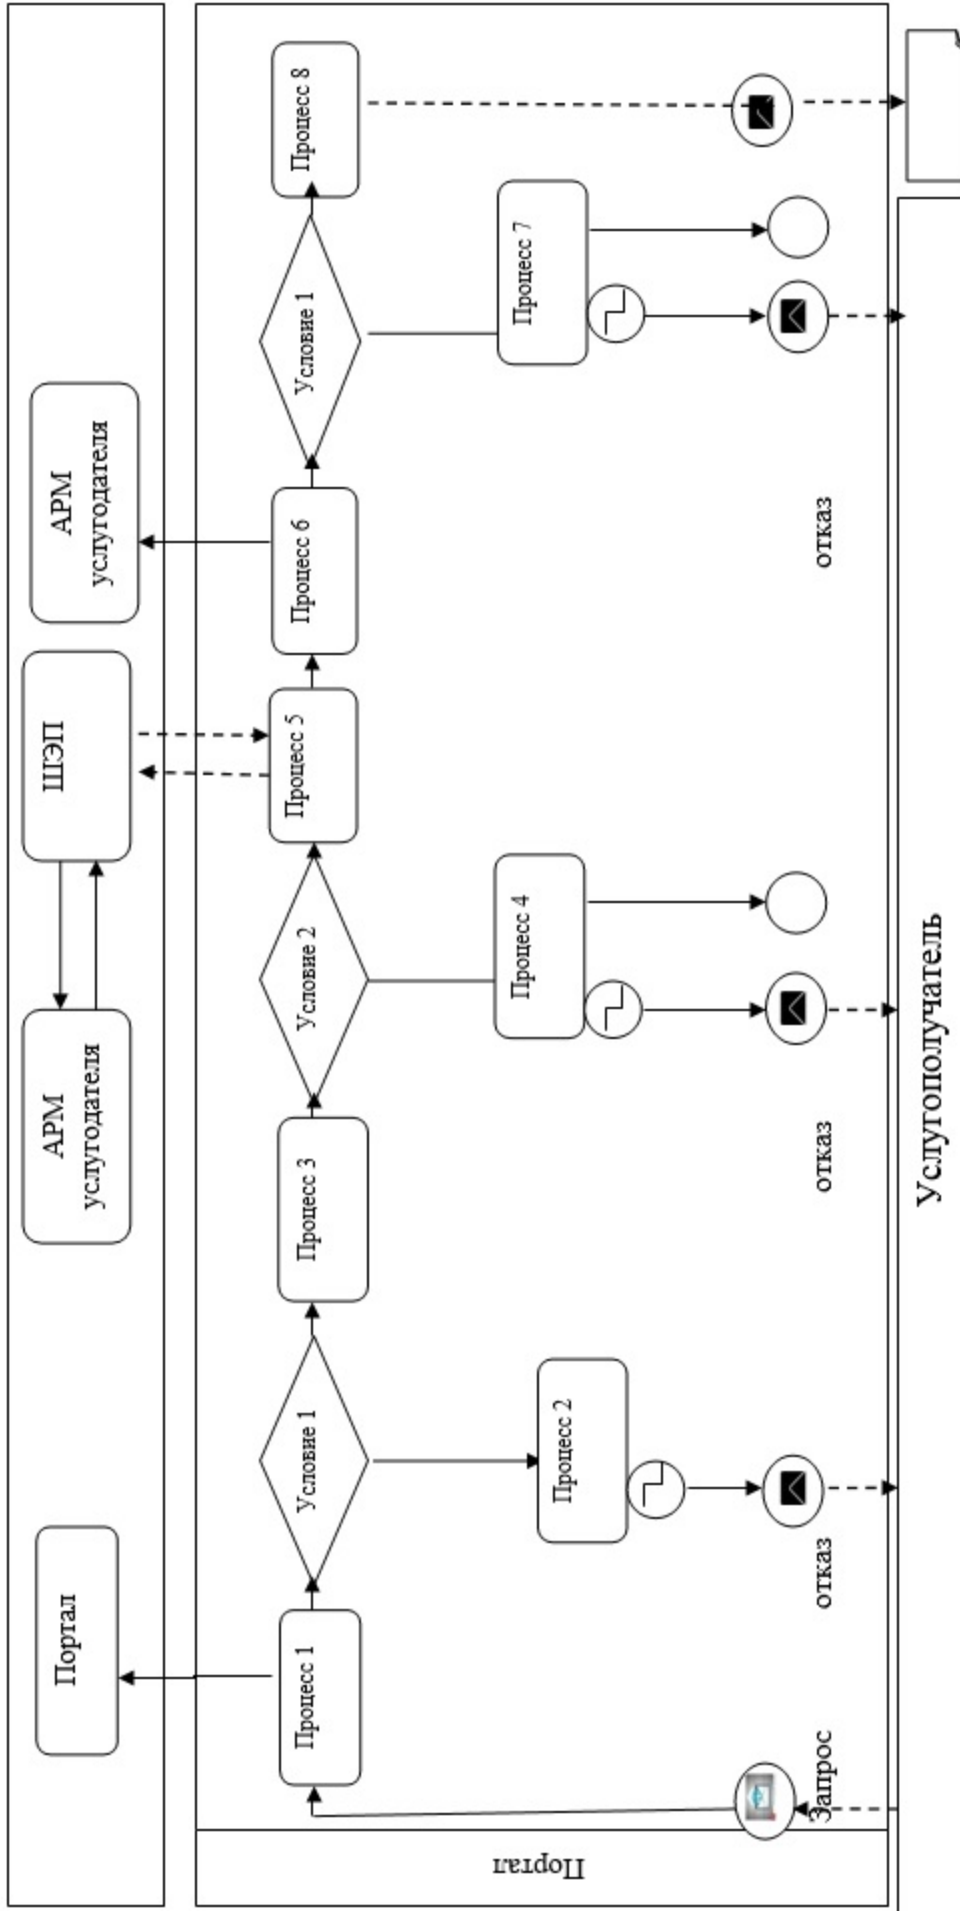 Портал
АРМ
услугодателя
ШЭП
АРМ
услугодателя
Портал
Процесс 1
Условие 1
Процесс 3
Условие 2
Процесс 5
Процесс 6
Условие 1
Процесс 8
Процесс 2
Процесс 4
Процесс 7
Запрос
отказ
отказ
отказ
Услугополучатель